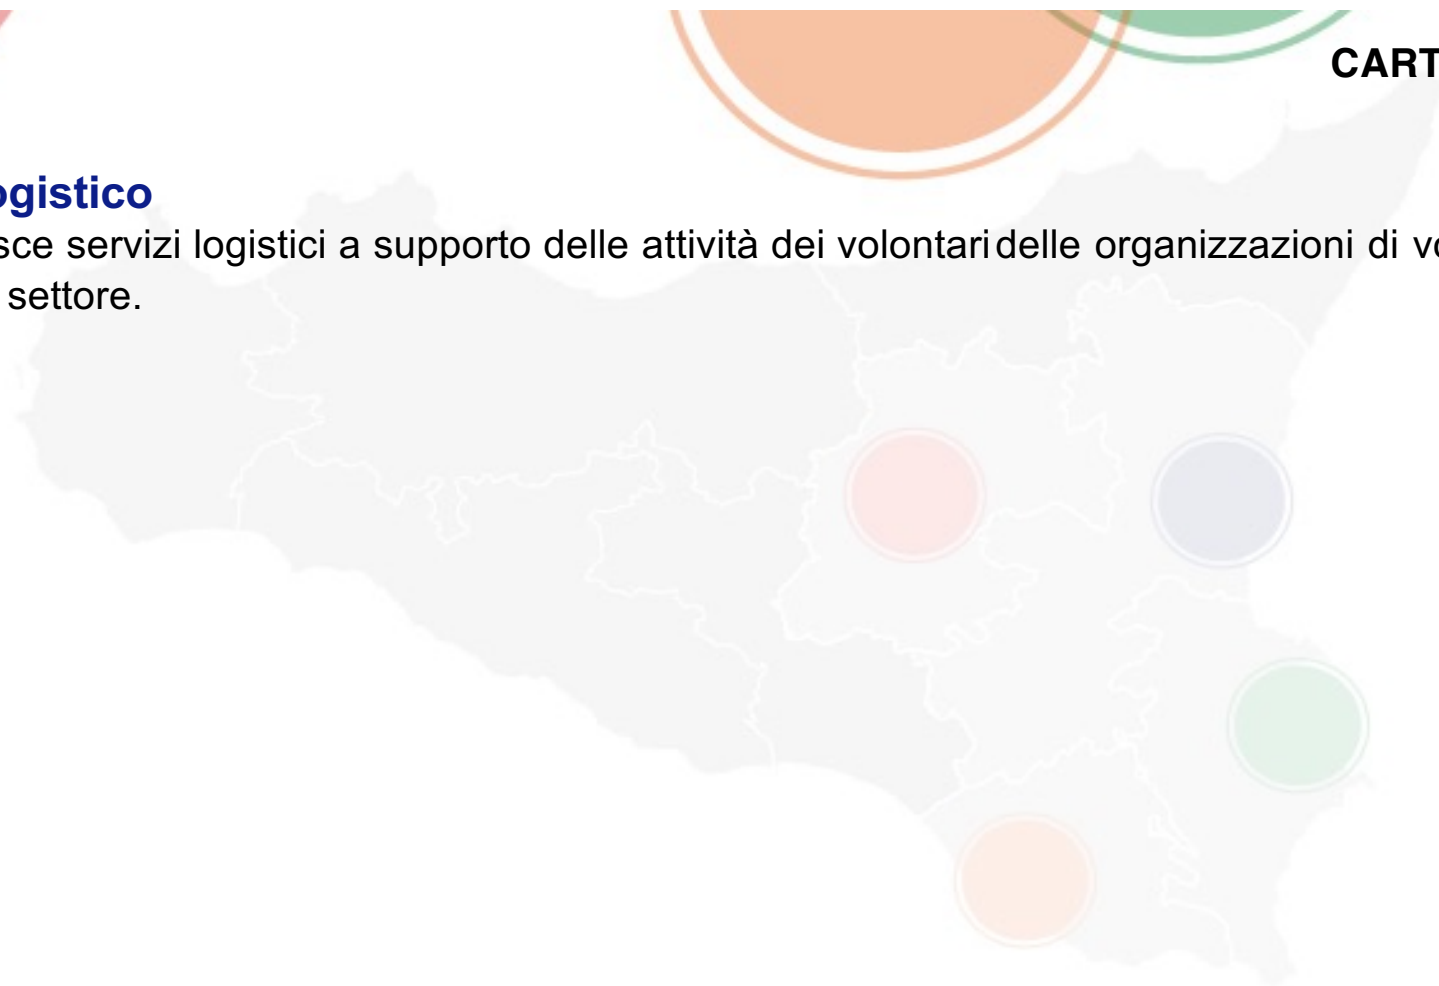 CART
ogistico
sce servizi logistici a supporto delle attività dei volontari delle organizzazioni di vo
settore.